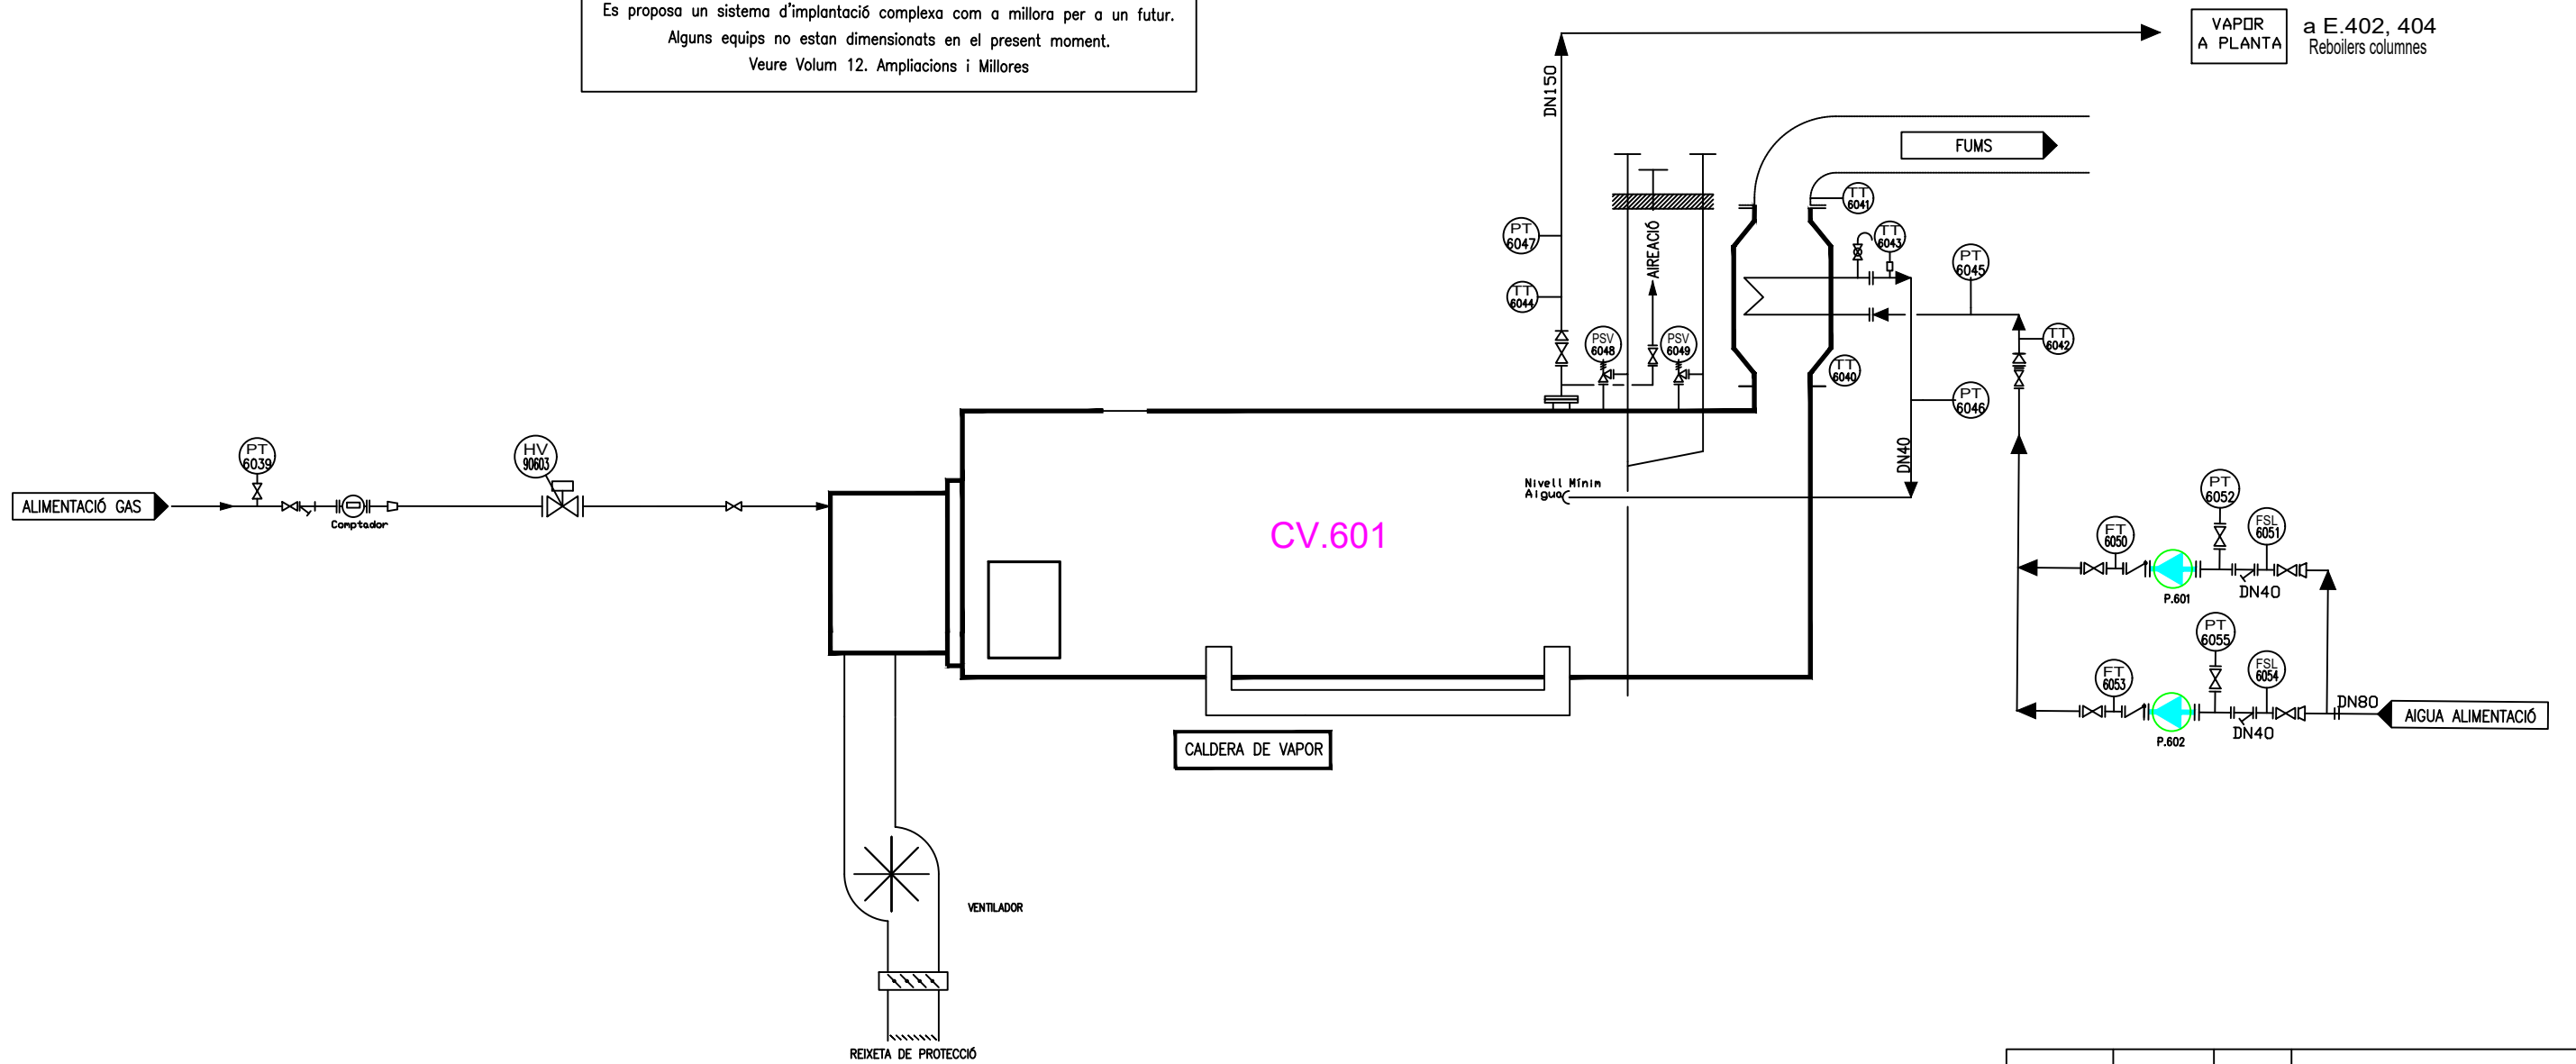 Es proposa un sistema d'implantació complexa com a millora per a un futur.
Alguns equips no estan dimensionats en el present moment.
Veure Volum 12. Ampliacions i Millores
VAPOR
A PLANTA
a E.402, 404
Reboilers columnes
DN150
FUMS
TT
6041
PT
6047
AIREACIÓ
TT
6043
PT
6045
TT
6044
PSV
6048
PSV
6049
TT
6042
TT
6040
PT
6046
DN40
PT
6039
HV
90603
ALIMENTACIÓ GAS
Comptador
Nivell Mínim
Aigua
CV.601
PT
6052
FT
6050
FSL
6051
P.601
DN40
PT
6055
FT
6053
FSL
6054
P.602
DN40
DN80
AIGUA ALIMENTACIÓ
CALDERA DE VAPOR
VENTILADOR
REIXETA DE PROTECCIÓ